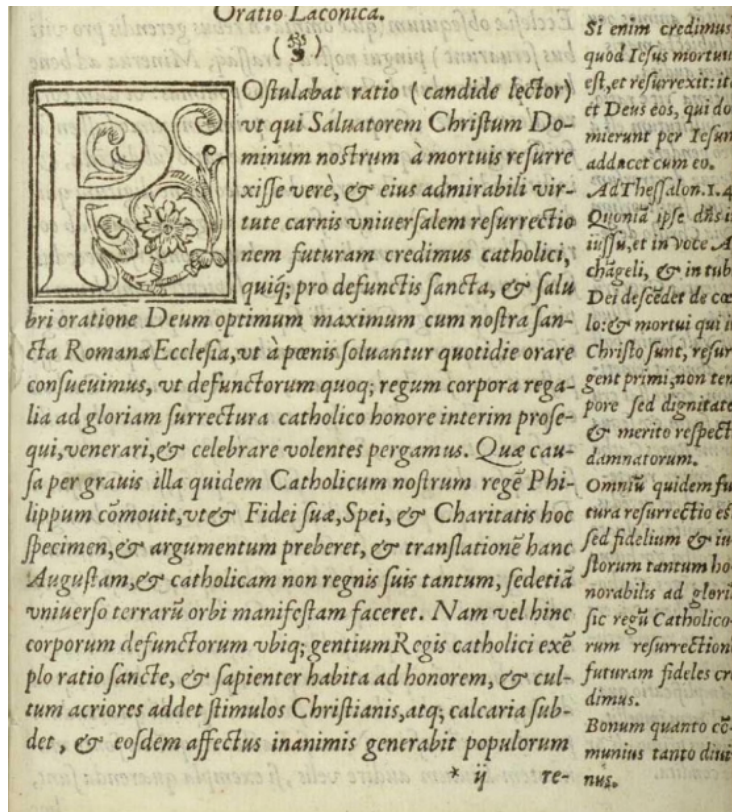 Oratio Laconica.
POſtulabat ratio (candide lector)
vt qui Saluatorem Chriſtum Do-
minum noſtrum à mortuis reſurre
xiſſe verè, & eius admirabili vir-
tute carnis vniuerſalem reſurrectio
nem futuram credimus catholici,
quiq; pro defunctis ſancta, & ſalu
bri oratione Deum optimum maximum cum noſtra ſan-
cta Romana Eccleſia, vt à pœnis ſoluantur quotidie orare
conſueuimus, vt defunctorum quoq; regum corpora rega-
lia ad gloriam ſurrectura catholico honore interim proſe-
qui, venerari, & celebrare volentes pergamus. Quæ cau-
ſa per grauis illa quidem Catholicum noſtrum regē Phi-
lippum cōmouit, vt & Fidei ſuæ, Spei, & Charitatis hoc
ſpecimen, & argumentum preberet, & tranſlationē hanc
Auguſtam, & catholicam non regnis ſuis tantum, ſed etiā
vniuerſo terrarū orbi manifeſtam faceret. Nam vel hinc
corporum defunctorum vbiq; gentium Regis catholici exē
plo ratio ſancte, & ſapienter habita ad honorem, & cul-
tum acriores addet ſtimulos Chriſtianis, atq; calcaria ſub-
det, & eoſdem affectus inanimis generabit populorum
* ij re-
Si enim credimus
quod Ieſus mortuu
eſt, et reſurrexit: it
et Deus eos, qui do
mierunt per Ieſun
adducet cum eo.
Ad Theſſalon. 1. 4
Quoniā ipſe dñs i
iuſſu, et in voce A
chāgeli, & in tub
Dei deſcēdet de cœ
lo: & mortui qui i
Chriſto ſunt, reſur
gent primi, non tem
pore ſed dignitate
& merito reſpect
damnatorum.
Omniū quidem fu
tura reſurrectio eſ
ſed fidelium & iu
ſtorum tantum ho
norabilis ad glori
ſic regū Catholico
rum reſurrection
futuram fideles cre
dimus.
Bonum quanto cō-
munius tanto diui
nus.